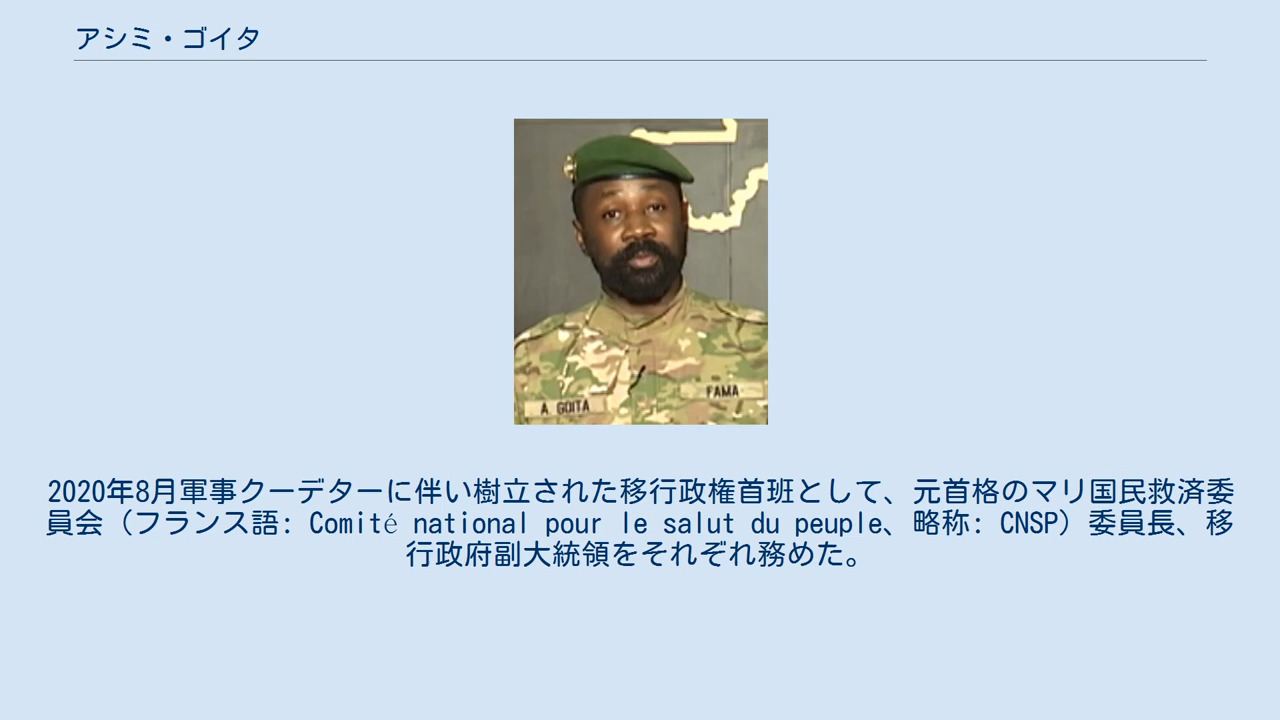 アシミ・ゴイタ
A GOITA
FAMA
2020年8月軍事クーデターに伴い樹立された移行政権首班として、元首格のマリ国民救済委
員会（フランス語: Comité national pour le salut du peuple、略称: CNSP）委員長、移
行政府副大統領をそれぞれ務めた。